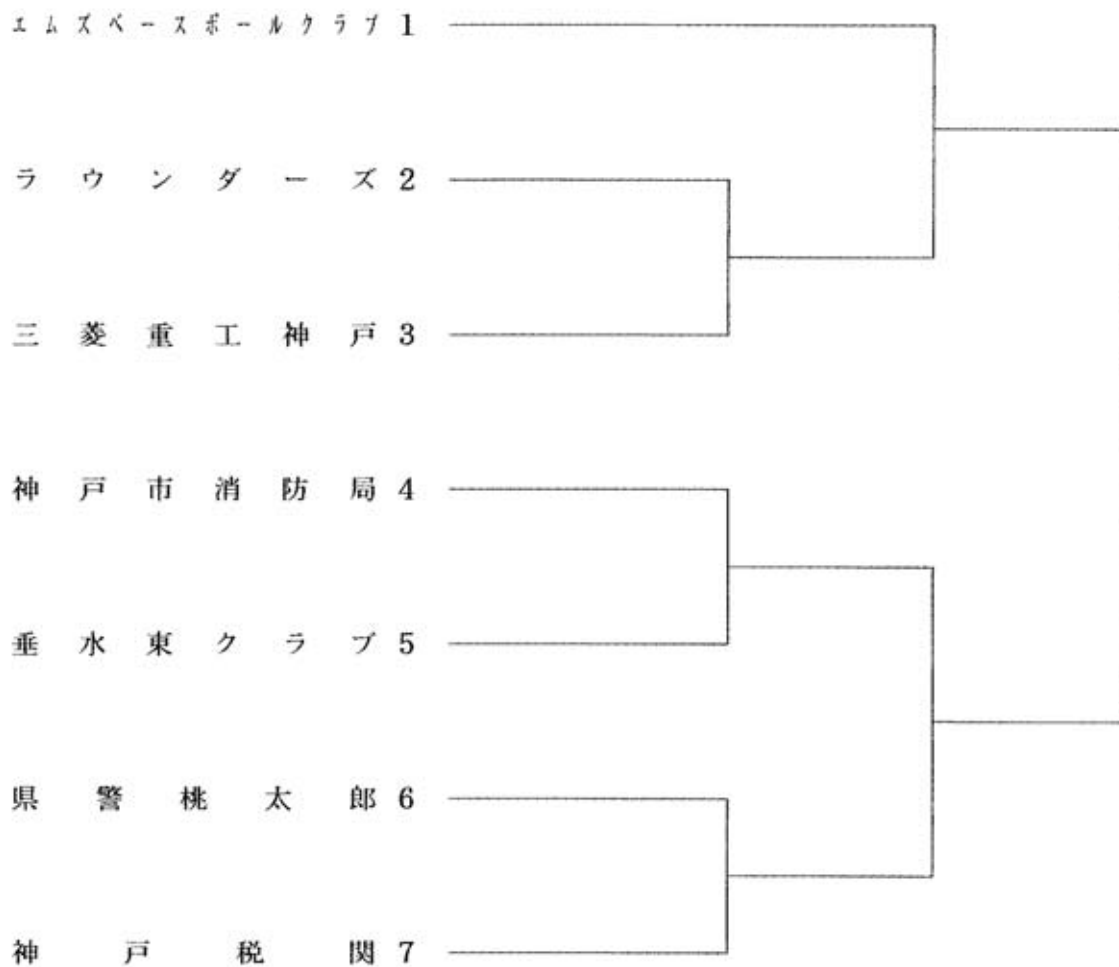 エムズベースボールクラブ 1
ラウンダーズ 2
三菱重工神戸 3
神戸市消防局 4
垂水東クラブ 5
県警桃太郎 6
神戸税関 7